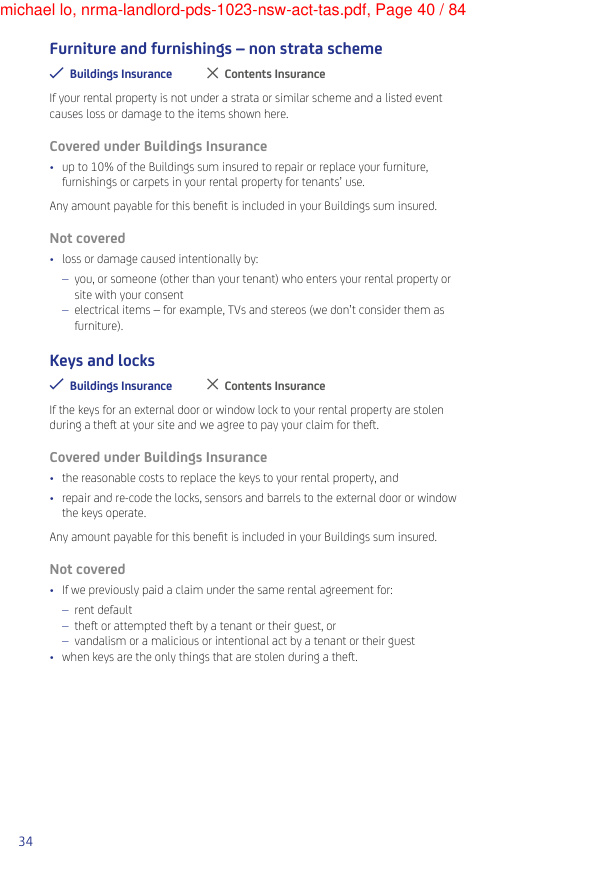 michael lo, nrma-landlord-pds-1023-nsw-act-tas.pdf, Page 40 / 84
Furniture and furnishings – non strata scheme
Buildings Insurance Contents Insurance
If your rental property is not under a strata or similar scheme and a listed event
causes loss or damage to the items shown here.
Covered under Buildings Insurance
• up to 10% of the Buildings sum insured to repair or replace your furniture,
furnishings or carpets in your rental property for tenants’ use.
Any amount payable for this benefit is included in your Buildings sum insured.
Not covered
• loss or damage caused intentionally by:
– you, or someone (other than your tenant) who enters your rental property or
site with your consent
– electrical items – for example, TVs and stereos (we don’t consider them as
furniture).
Keys and locks
Buildings Insurance Contents Insurance
If the keys for an external door or window lock to your rental property are stolen
during a theft at your site and we agree to pay your claim for theft.
Covered under Buildings Insurance
• the reasonable costs to replace the keys to your rental property, and
• repair and re-code the locks, sensors and barrels to the external door or window
the keys operate.
Any amount payable for this benefit is included in your Buildings sum insured.
Not covered
• If we previously paid a claim under the same rental agreement for:
– rent default
– theft or attempted theft by a tenant or their guest, or
– vandalism or a malicious or intentional act by a tenant or their guest
• when keys are the only things that are stolen during a theft.
34